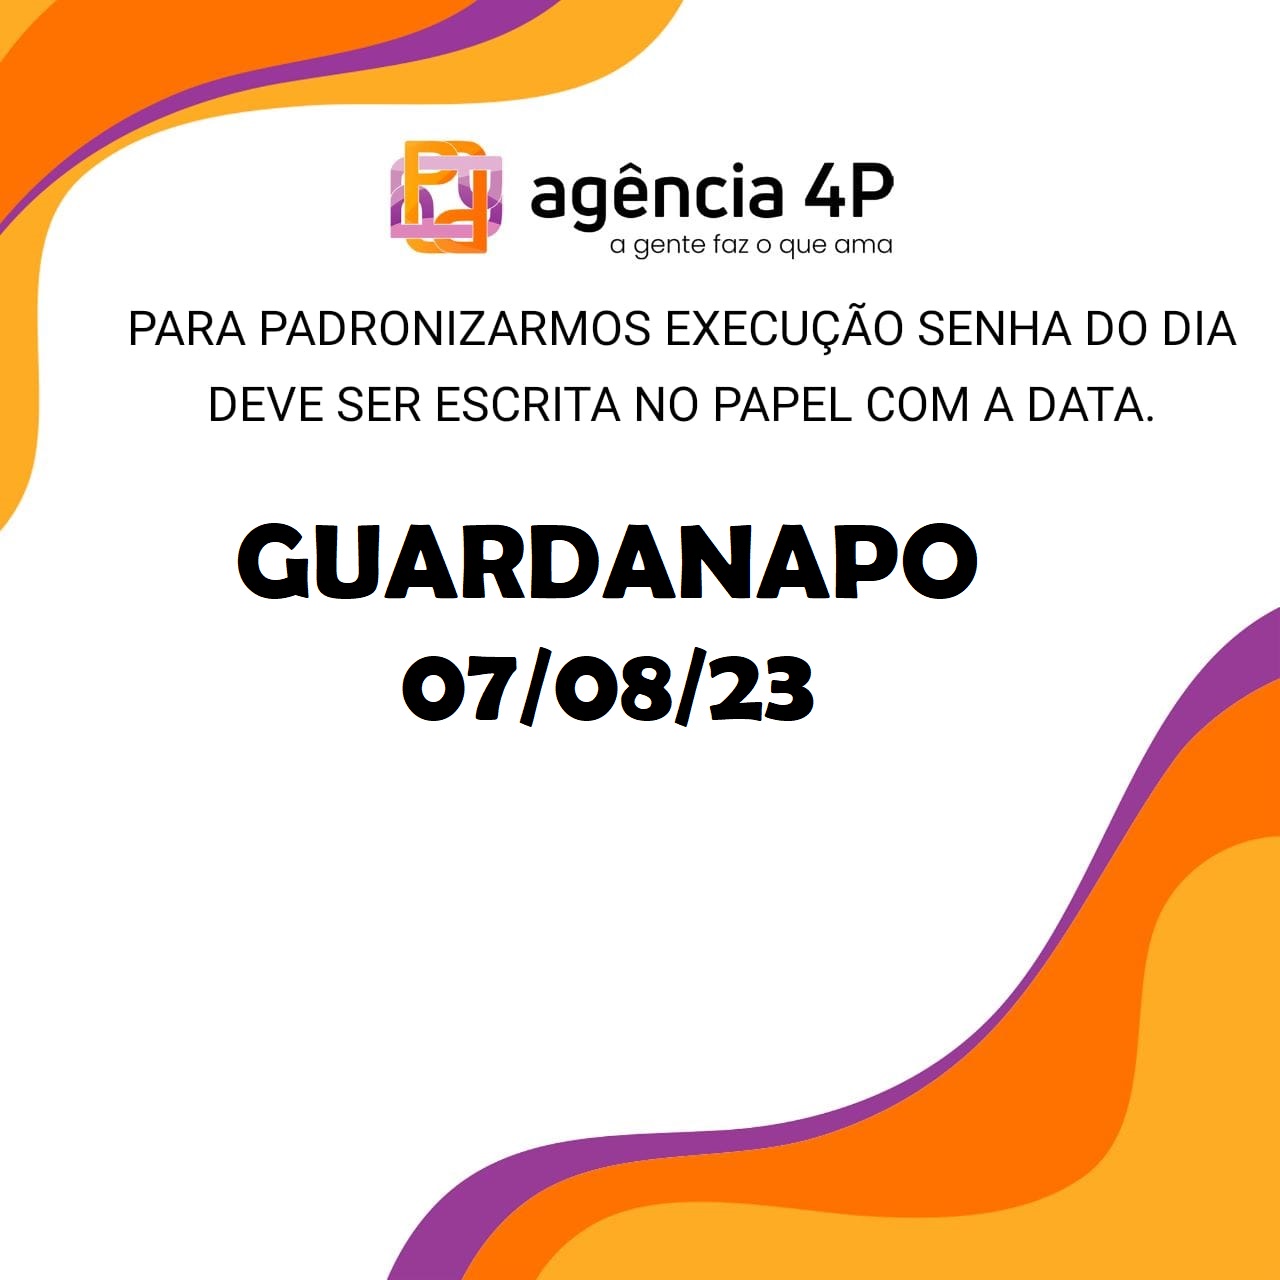 agência 4P
a gente faz o que ama
PARA PADRONIZARMOS EXECUÇÃO SENHA DO DIA
DEVE SER ESCRITA NO PAPEL COM A DATA.
GUARDANAPO
07/08/23